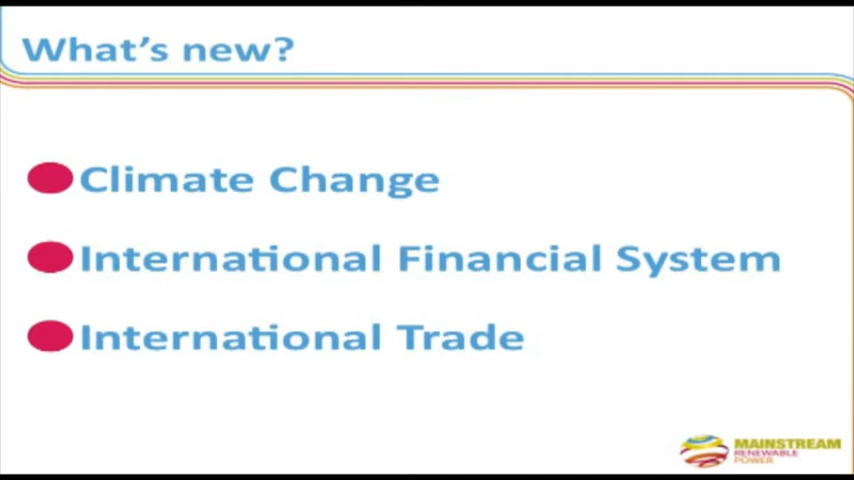 What's new?
Climate Change
International Financial System
International Trade
MAINSTREAM
RENEWABLE
POWER